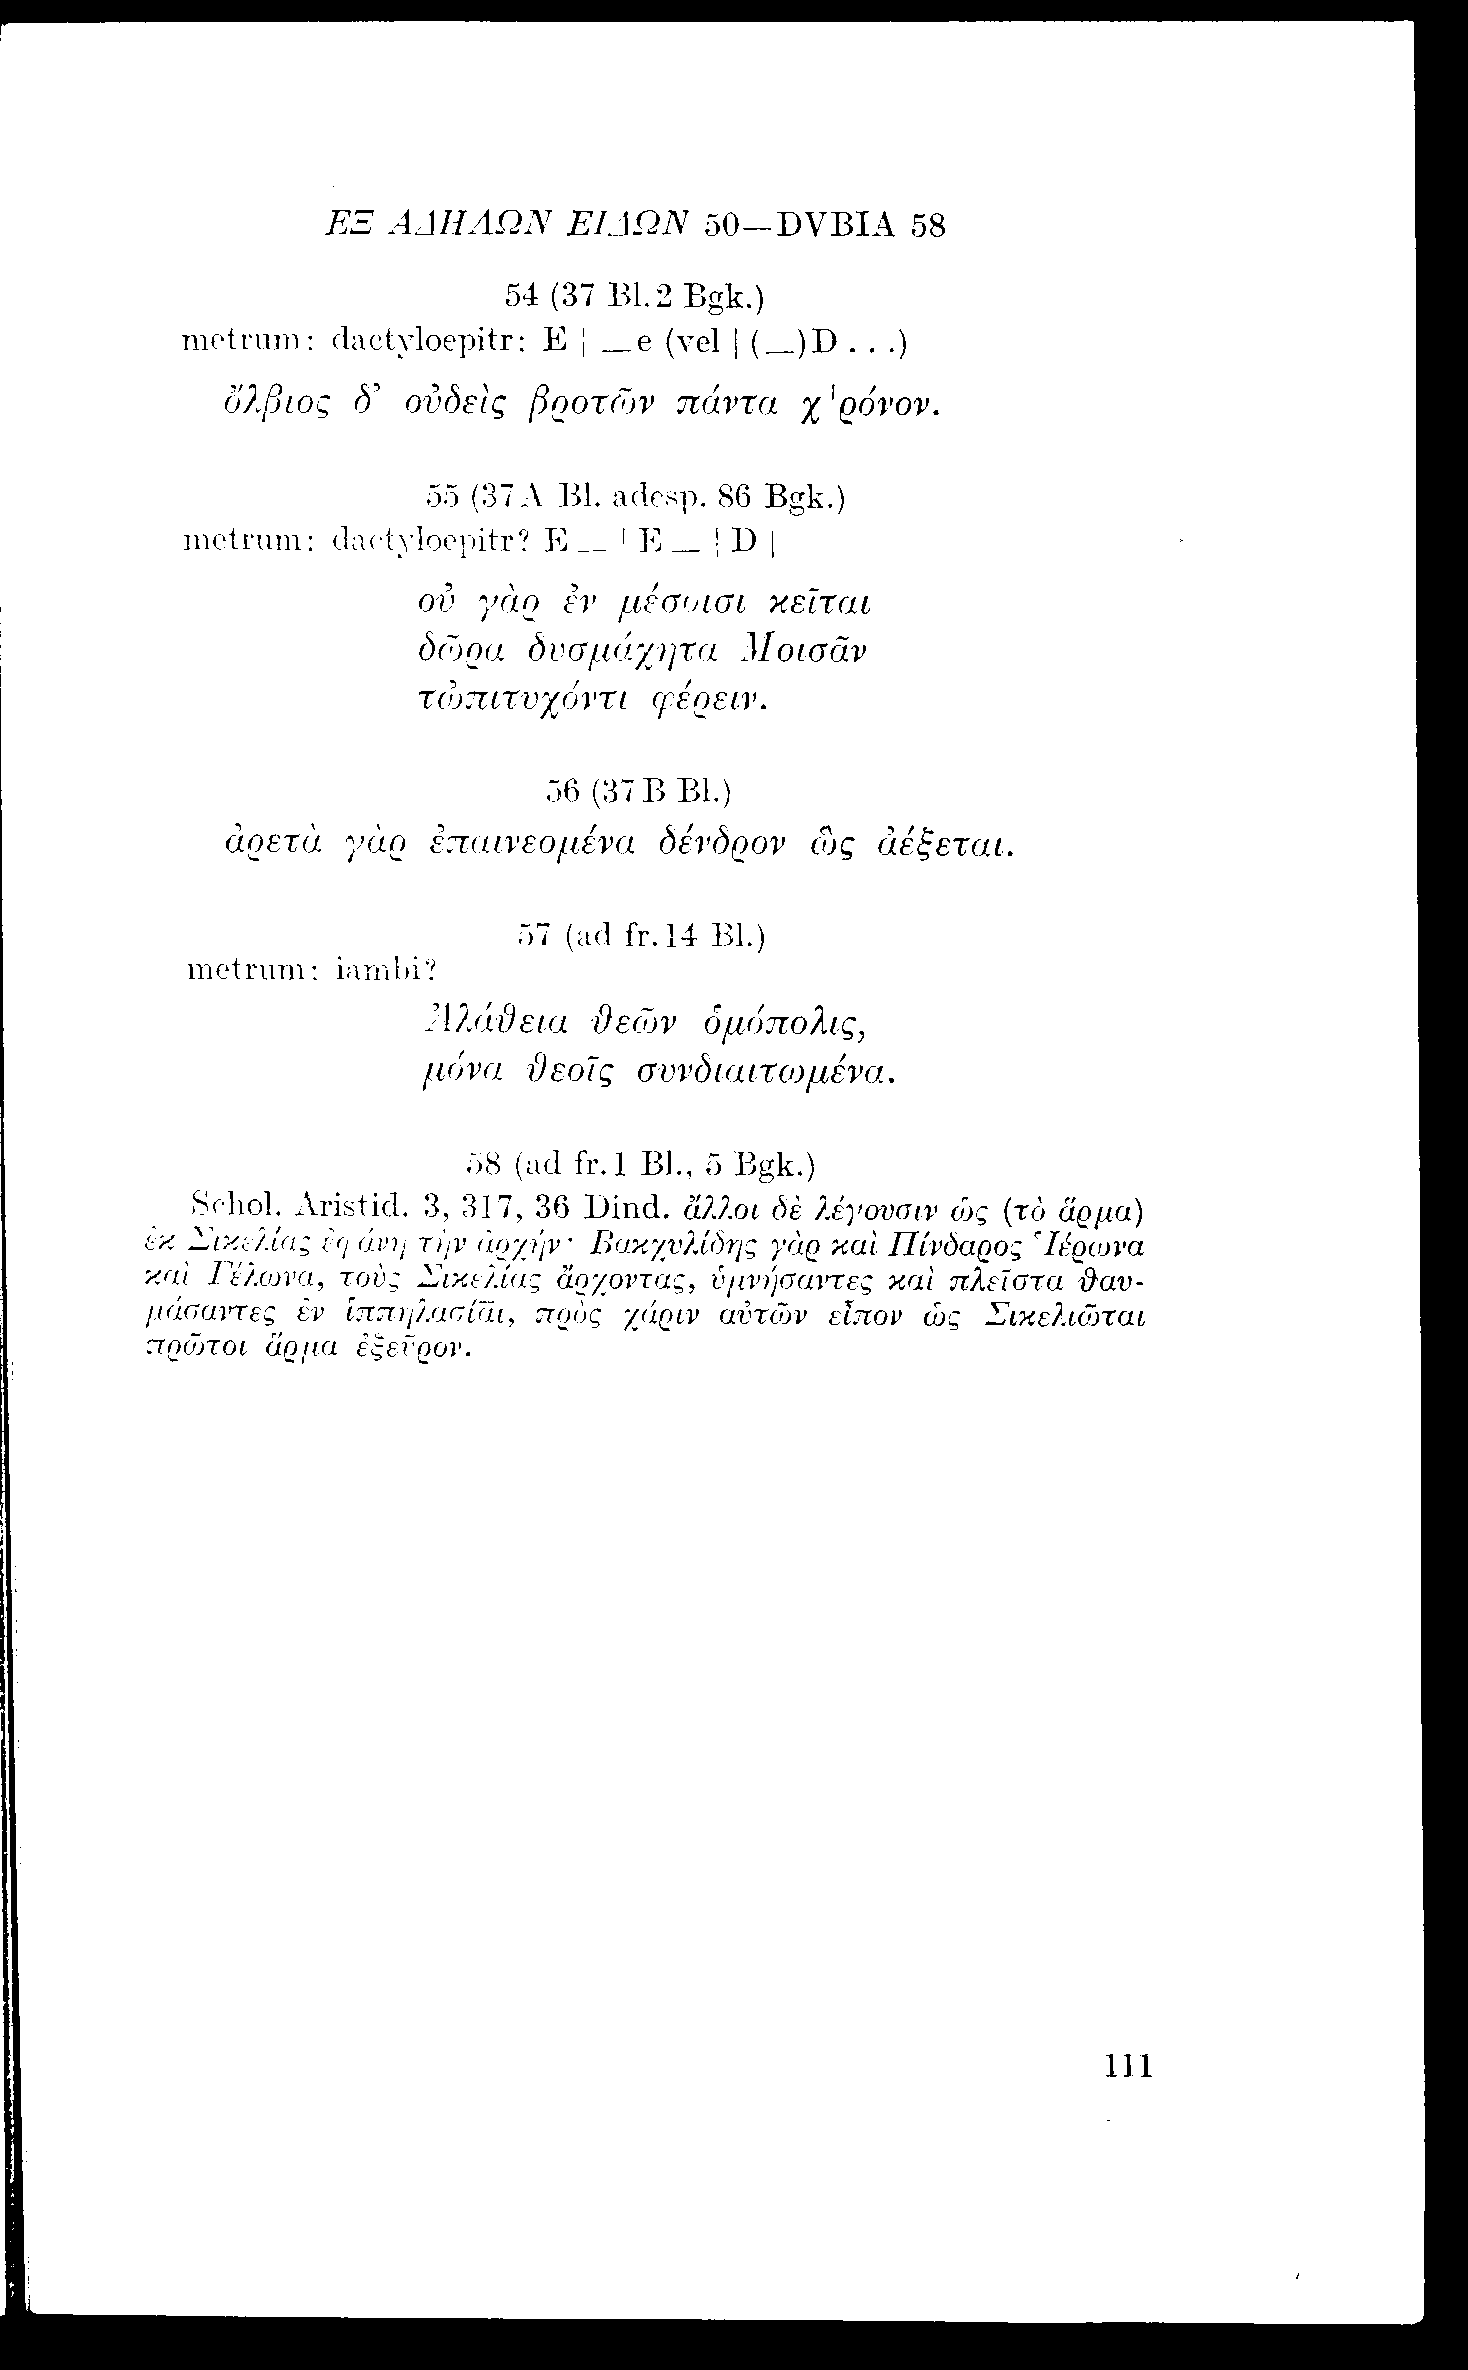 ΕΞ ΑΔΗΛΩΝ ΕΙΔΩΝ 50—DVBIA 58
54 (37 Bl. 2 Bgk.)
metrum: dactyloepitr: E | —e (vel | (—)D . . .)
ὄλβιος δ’ οὐδεὶς βροτῶν πάντα χ'ρόνον.
55 (37A Bl. adesp. 86 Bgk.)
metrum: dactyloepitr? E — ' E — ¦ D |
οὐ γὰρ ἐν μέσοισι κεῖται
δῶρα δυσμάχητα Μοισᾶν
τὠπιτυχόντι φέρειν.
56 (37B Bl.)
ἀρετὰ γὰρ ἐπαινεομένα δένδρον ὣς ἀέξεται.
57 (ad fr. 14 Bl.)
metrum: iambi?
Ἀλάθεια θεῶν ὁμόπολις,
μόνα θεοῖς συνδιαιτωμένα.
58 (ad fr. 1 Bl., 5 Bgk.)
Schol. Aristid. 3, 317, 36 Dind. ἄλλοι δὲ λέγουσιν ὡς (τὸ ἅρμα)
ἐκ Σικελίας ἐφάνη τὴν ἀρχήν· Βακχυλίδης γὰρ καὶ Πίνδαρος Ἱέρωνα
καὶ Γέλωνα, τοὺς Σικελίας ἄρχοντας, ὑμνήσαντες καὶ πλεῖστα θαυ-
μάσαντες ἐν ἱππηλασίᾱι, πρὸς χάριν αὐτῶν εἶπον ὡς Σικελιῶται
πρῶτοι ἅρμα ἐξεῦρον.
111